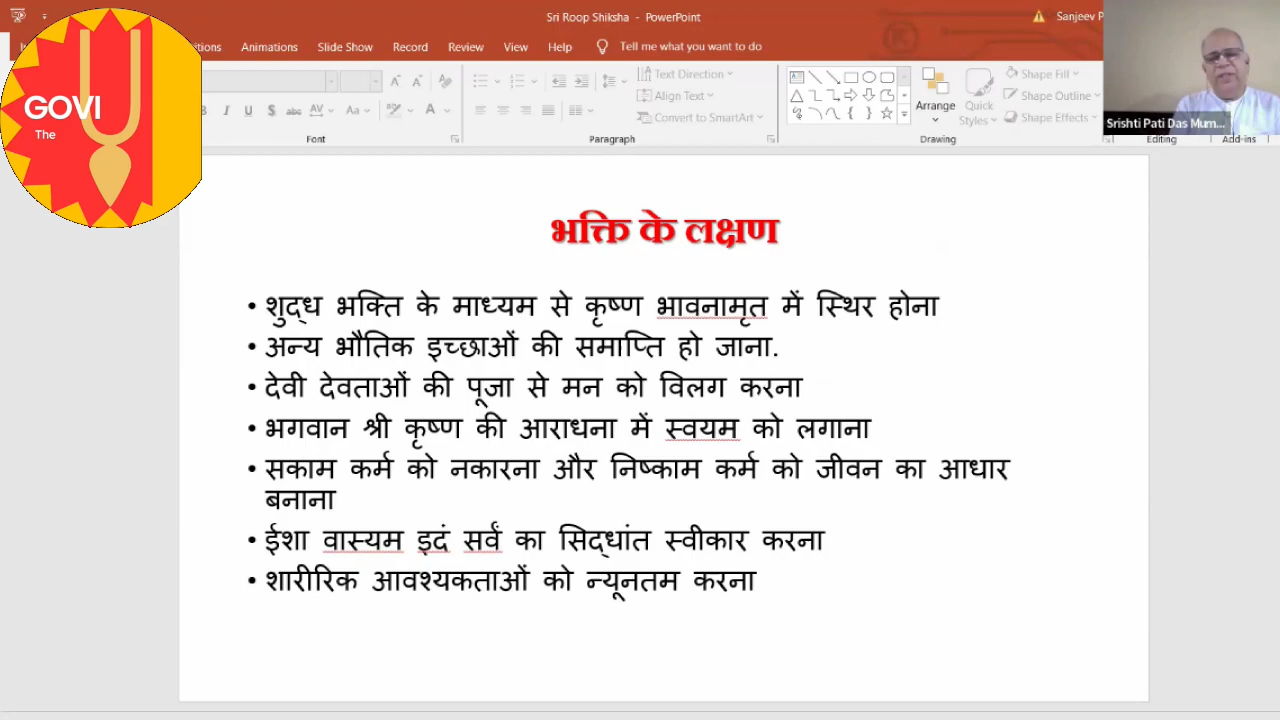 Sri Roop Shiksha - PowerPoint
Sanjeev P
Animations Slide Show Record Review View Help Tell me what you want to do
GOVI
The
Text Direction
Align Text
Convert to SmartArt
Arrange
Quick Styles
Shape Fill
Shape Outline
Shape Effects
Srishti Pati Das Mum...
Font Paragraph Drawing Editing Add-ins
भक्ति के लक्षण
• शुद्ध भक्ति के माध्यम से कृष्ण भावनामृत में स्थिर होना
• अन्य भौतिक इच्छाओं की समाप्ति हो जाना.
• देवी देवताओं की पूजा से मन को विलग करना
• भगवान श्री कृष्ण की आराधना में स्वयम को लगाना
• सकाम कर्म को नकारना और निष्काम कर्म को जीवन का आधार
बनाना
• ईशा वास्यम इदं सर्वं का सिद्धांत स्वीकार करना
• शारीरिक आवश्यकताओं को न्यूनतम करना